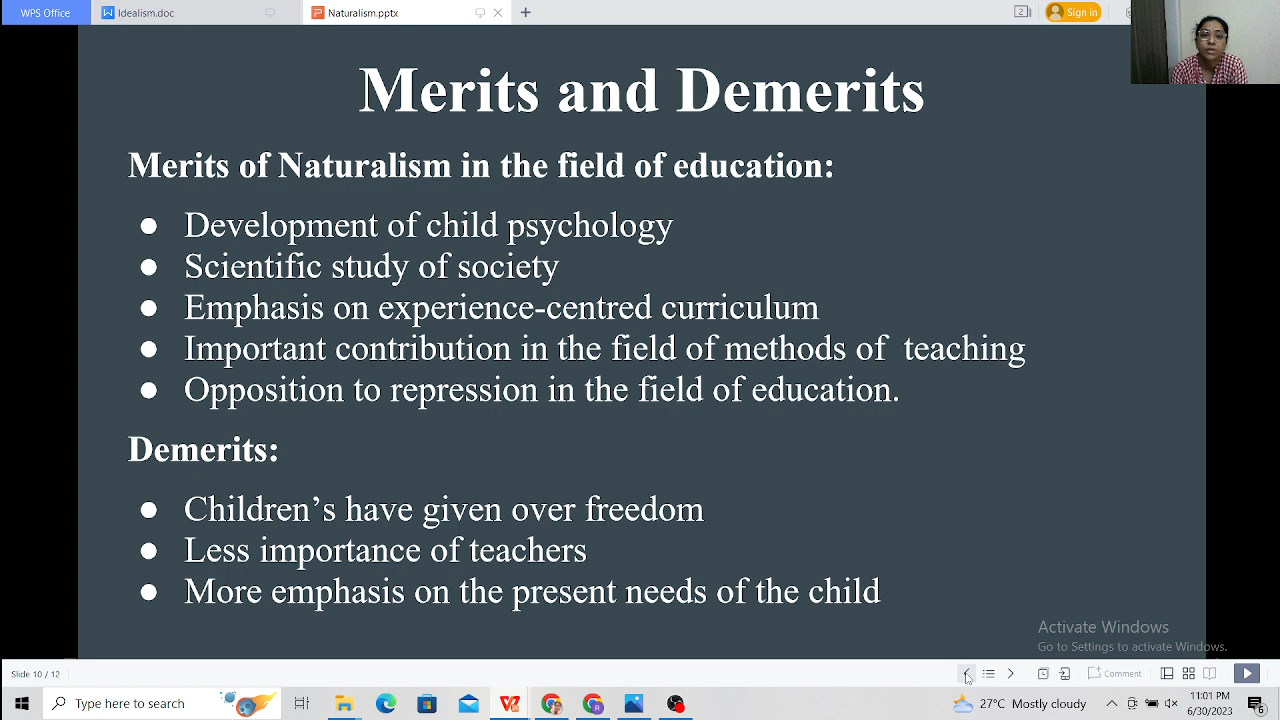 WPS Office
Idealism.doc
Naturalism.pptx
Sign in
Merits and Demerits
Merits of Naturalism in the field of education:
● Development of child psychology
● Scientific study of society
● Emphasis on experience-centred curriculum
● Important contribution in the field of methods of teaching
● Opposition to repression in the field of education.
Demerits:
● Children’s have given over freedom
● Less importance of teachers
● More emphasis on the present needs of the child
Activate Windows
Go to Settings to activate Windows.
Slide 10 / 12
Comment
Type here to search
27°C Mostly cloudy
11:01 PM
6/30/2023
6